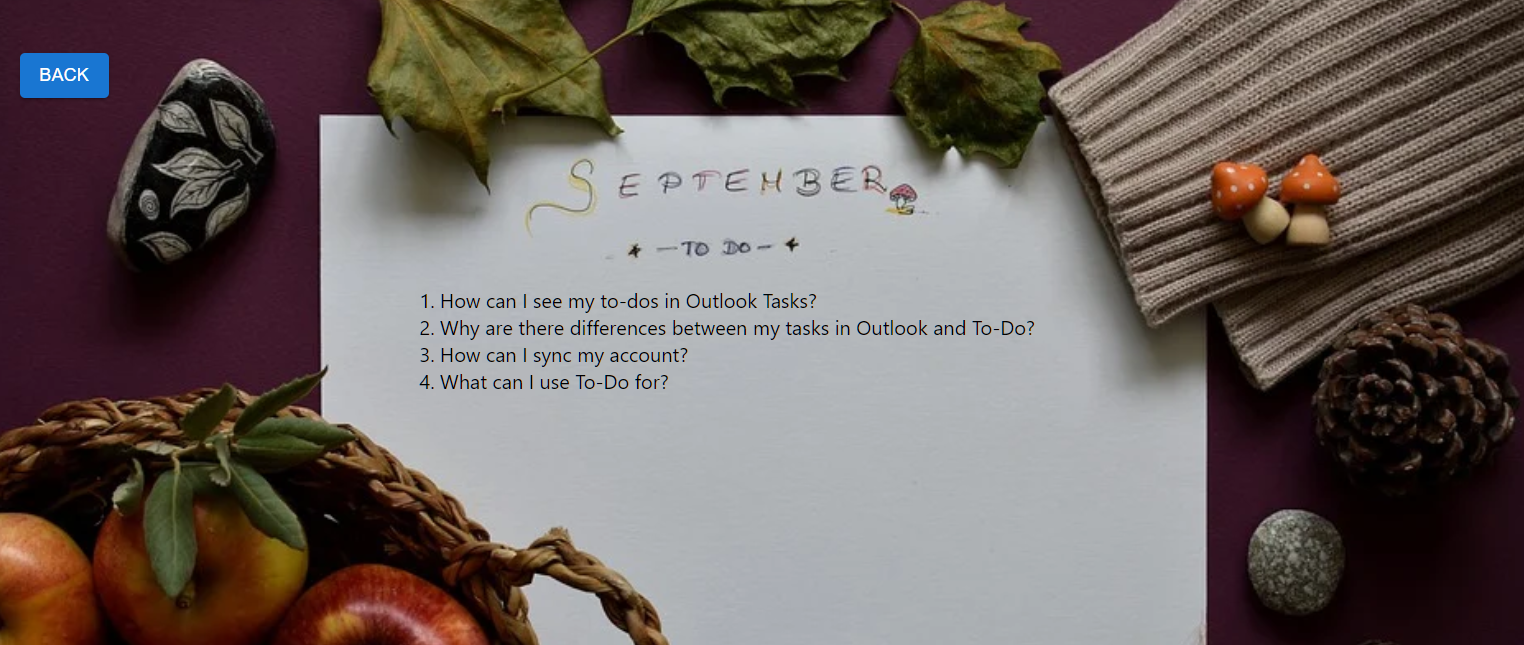 BACK
SEPTEMBER
- TO DO -
1. How can I see my to-dos in Outlook Tasks?
2. Why are there differences between my tasks in Outlook and To-Do?
3. How can I sync my account?
4. What can I use To-Do for?